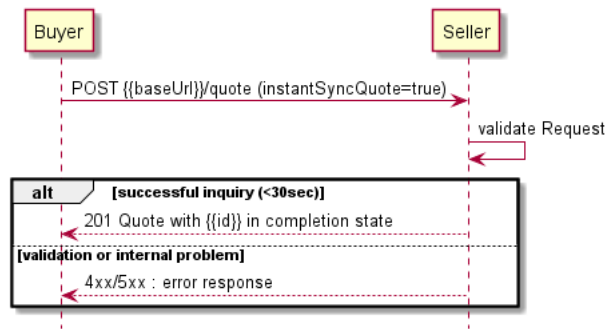 Buyer
Seller
POST {{baseUrl}}/quote (instantSyncQuote=true)
validate Request
alt
[successful inquiry (<30sec)]
201 Quote with {{id}} in completion state
[validation or internal problem]
4xx/5xx : error response